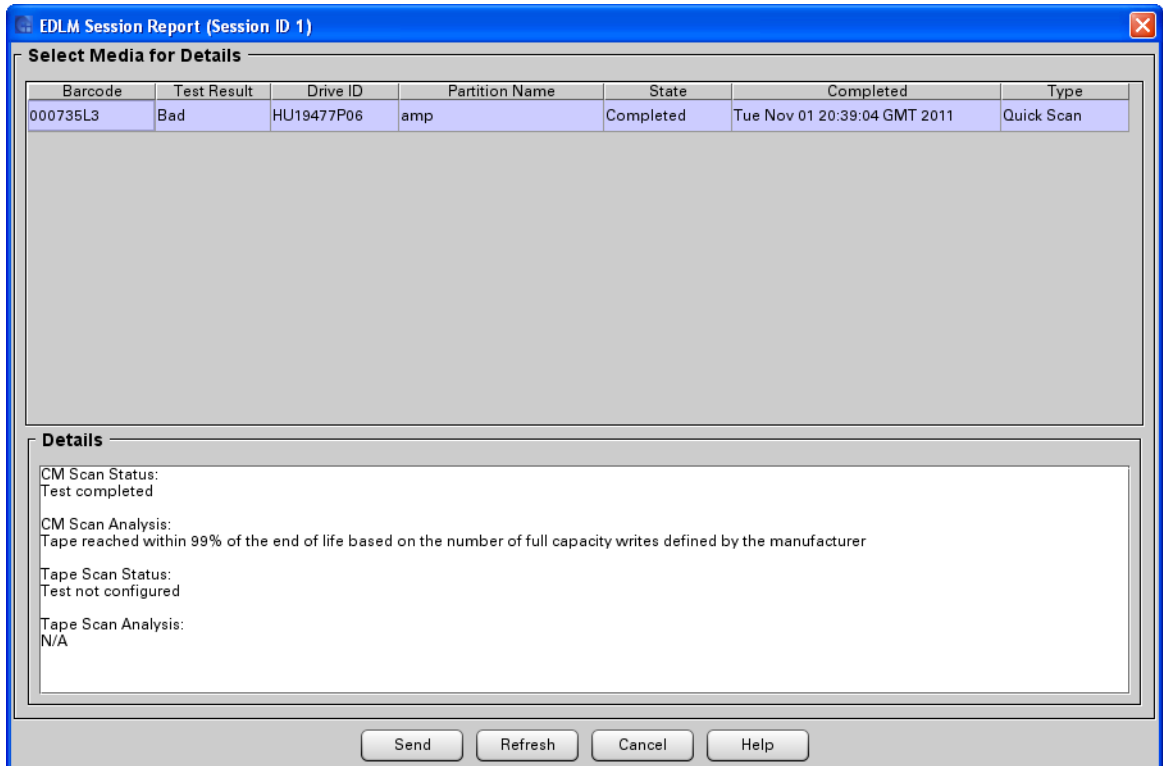 EDLM Session Report (Session ID 1)
Select Media for Details
Barcode Test Result Drive ID Partition Name State Completed Type
000735L3 Bad HU19477P06 amp Completed Tue Nov 01 20:39:04 GMT 2011 Quick Scan
Details
CM Scan Status:
Test completed
CM Scan Analysis:
Tape reached within 99% of the end of life based on the number of full capacity writes defined by the manufacturer
Tape Scan Status:
Test not configured
Tape Scan Analysis:
N/A
Send Refresh Cancel Help